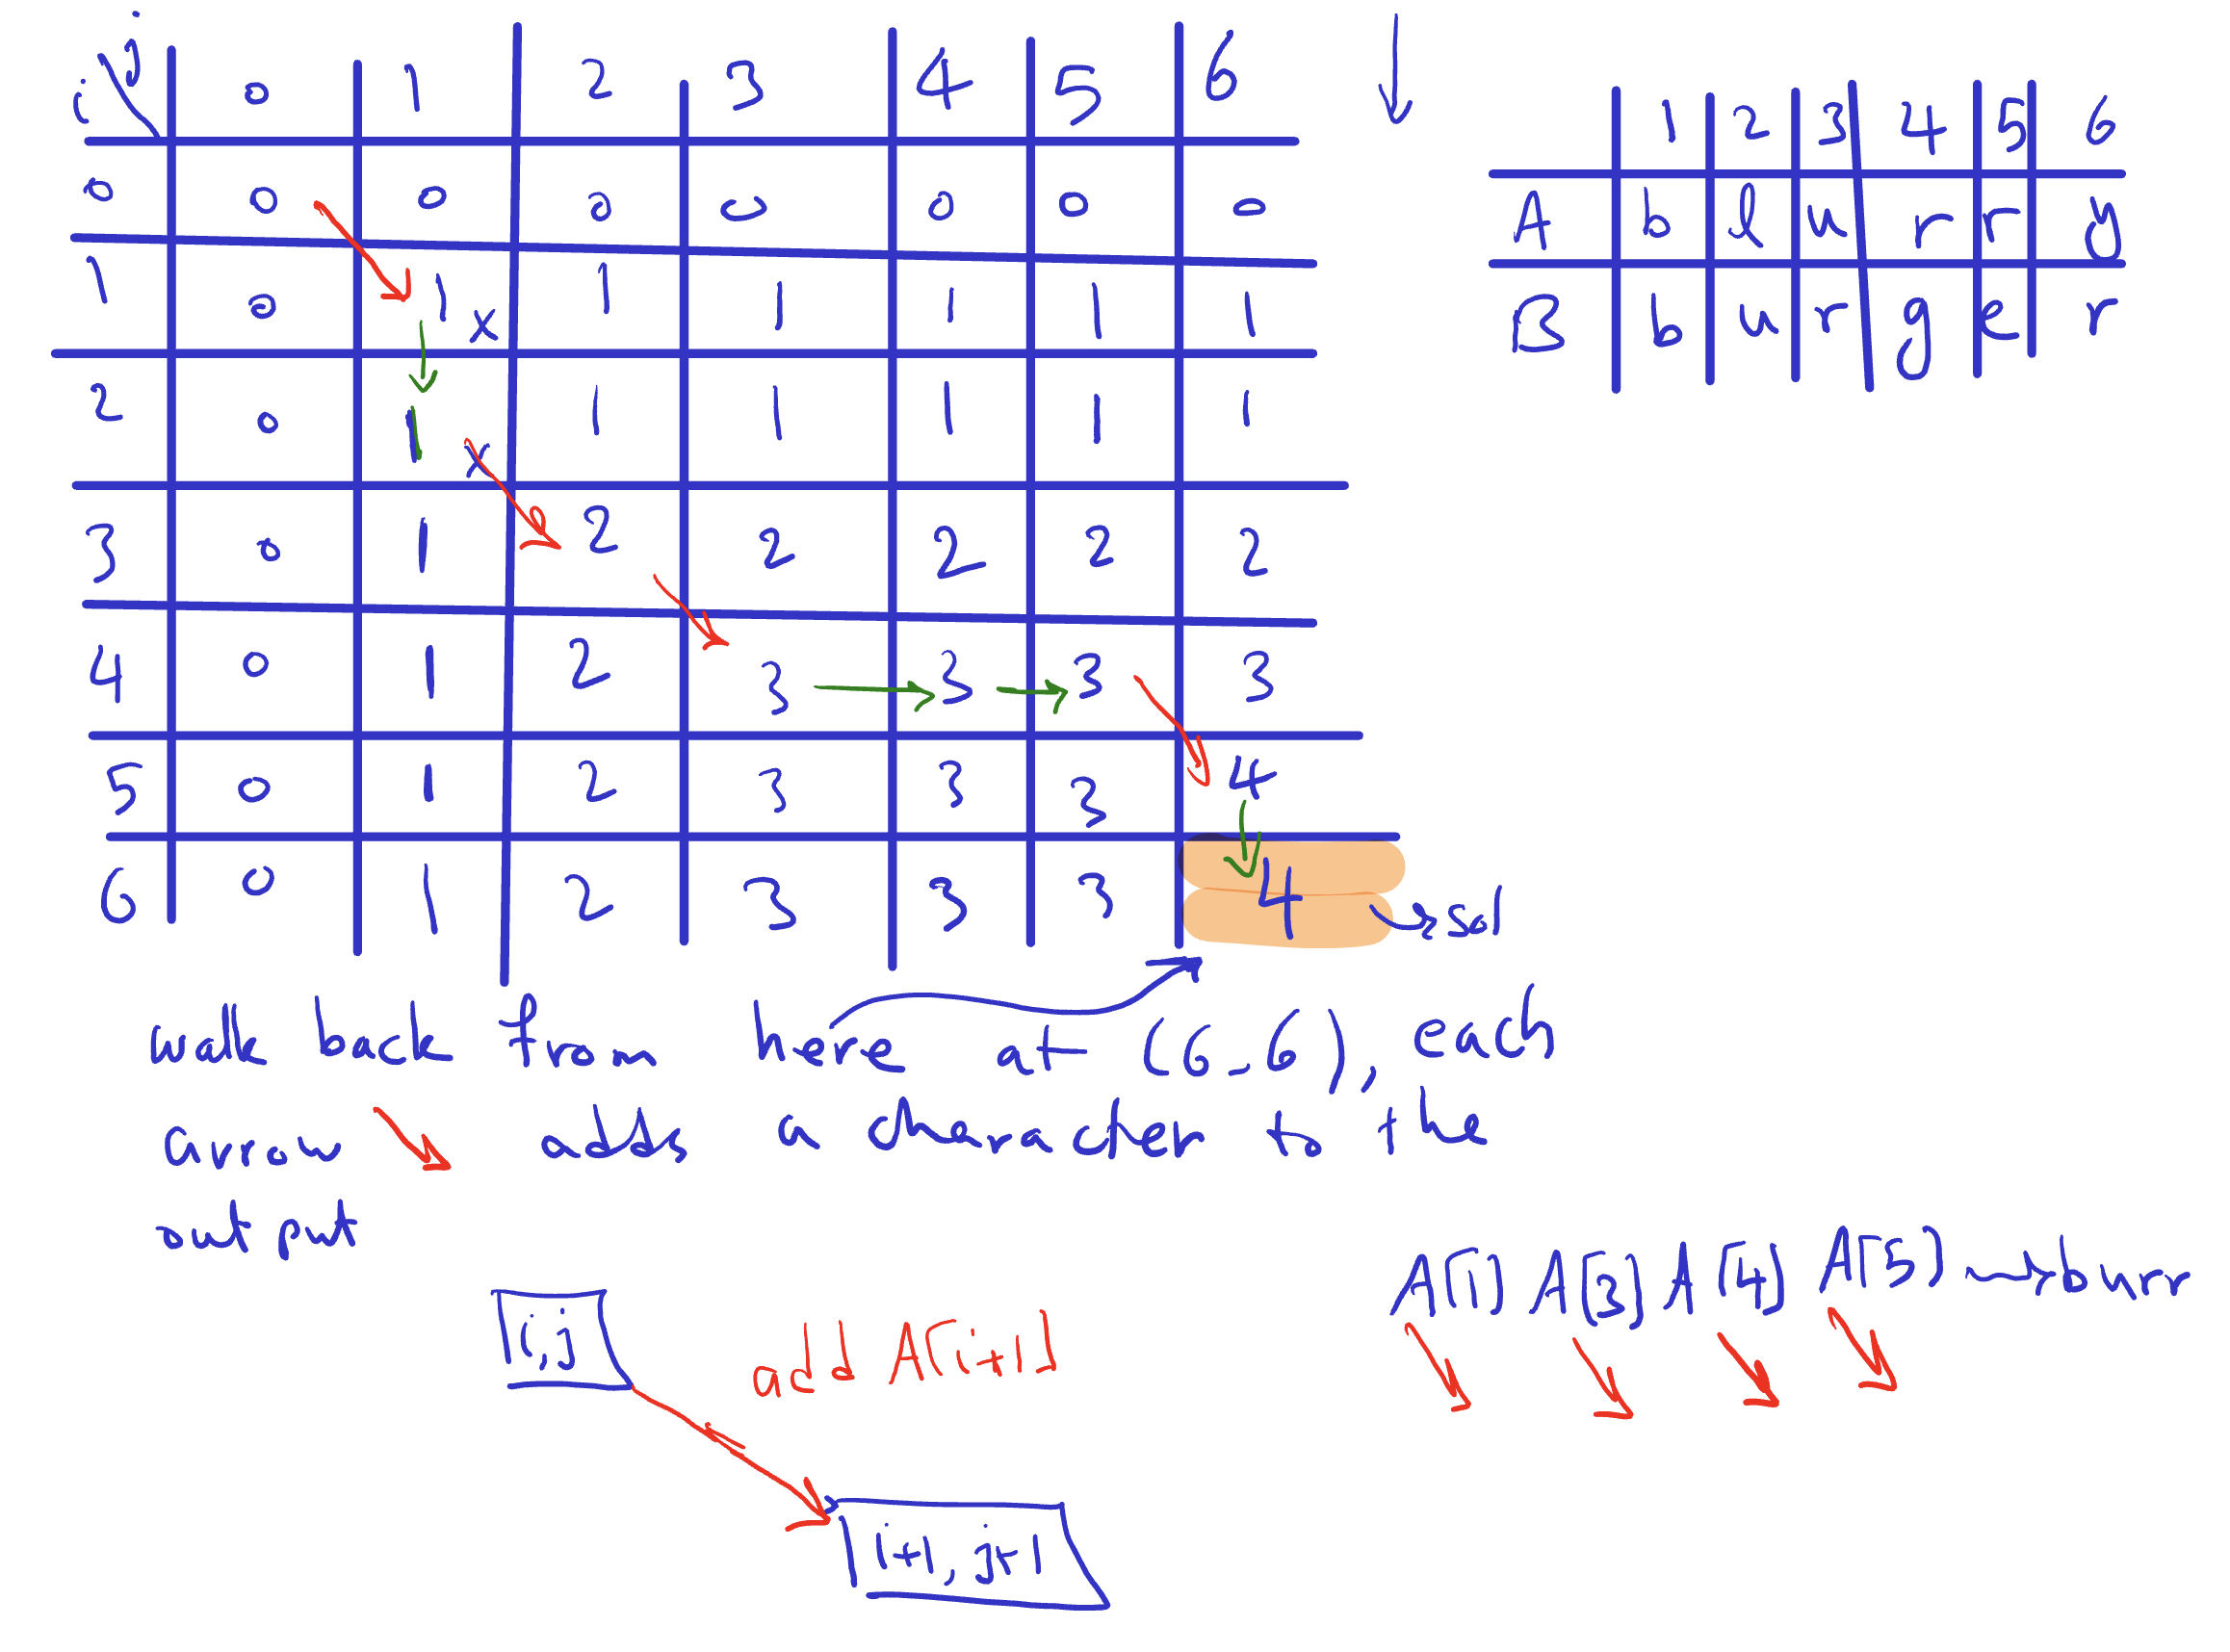 i j 0 1 2 3 4 5 6
0 0 0 0 0 0 0 0
1 0 1 x 1 1 1 1 1
2 0 1 x 1 1 1 1 1
3 0 1 2 2 2 2 2
4 0 1 2 3 3 3 3
5 0 1 2 3 3 3 4
6 0 1 2 3 3 3 4 sol
1 2 3 4 5 6
A b l u r r y
B b u r g e r
walk back from here at (6,6), each
arrow adds a character to the
output
A[1] A[3] A[4] A[5] → burr
i,j
add A[i+1]
i+1, j+1